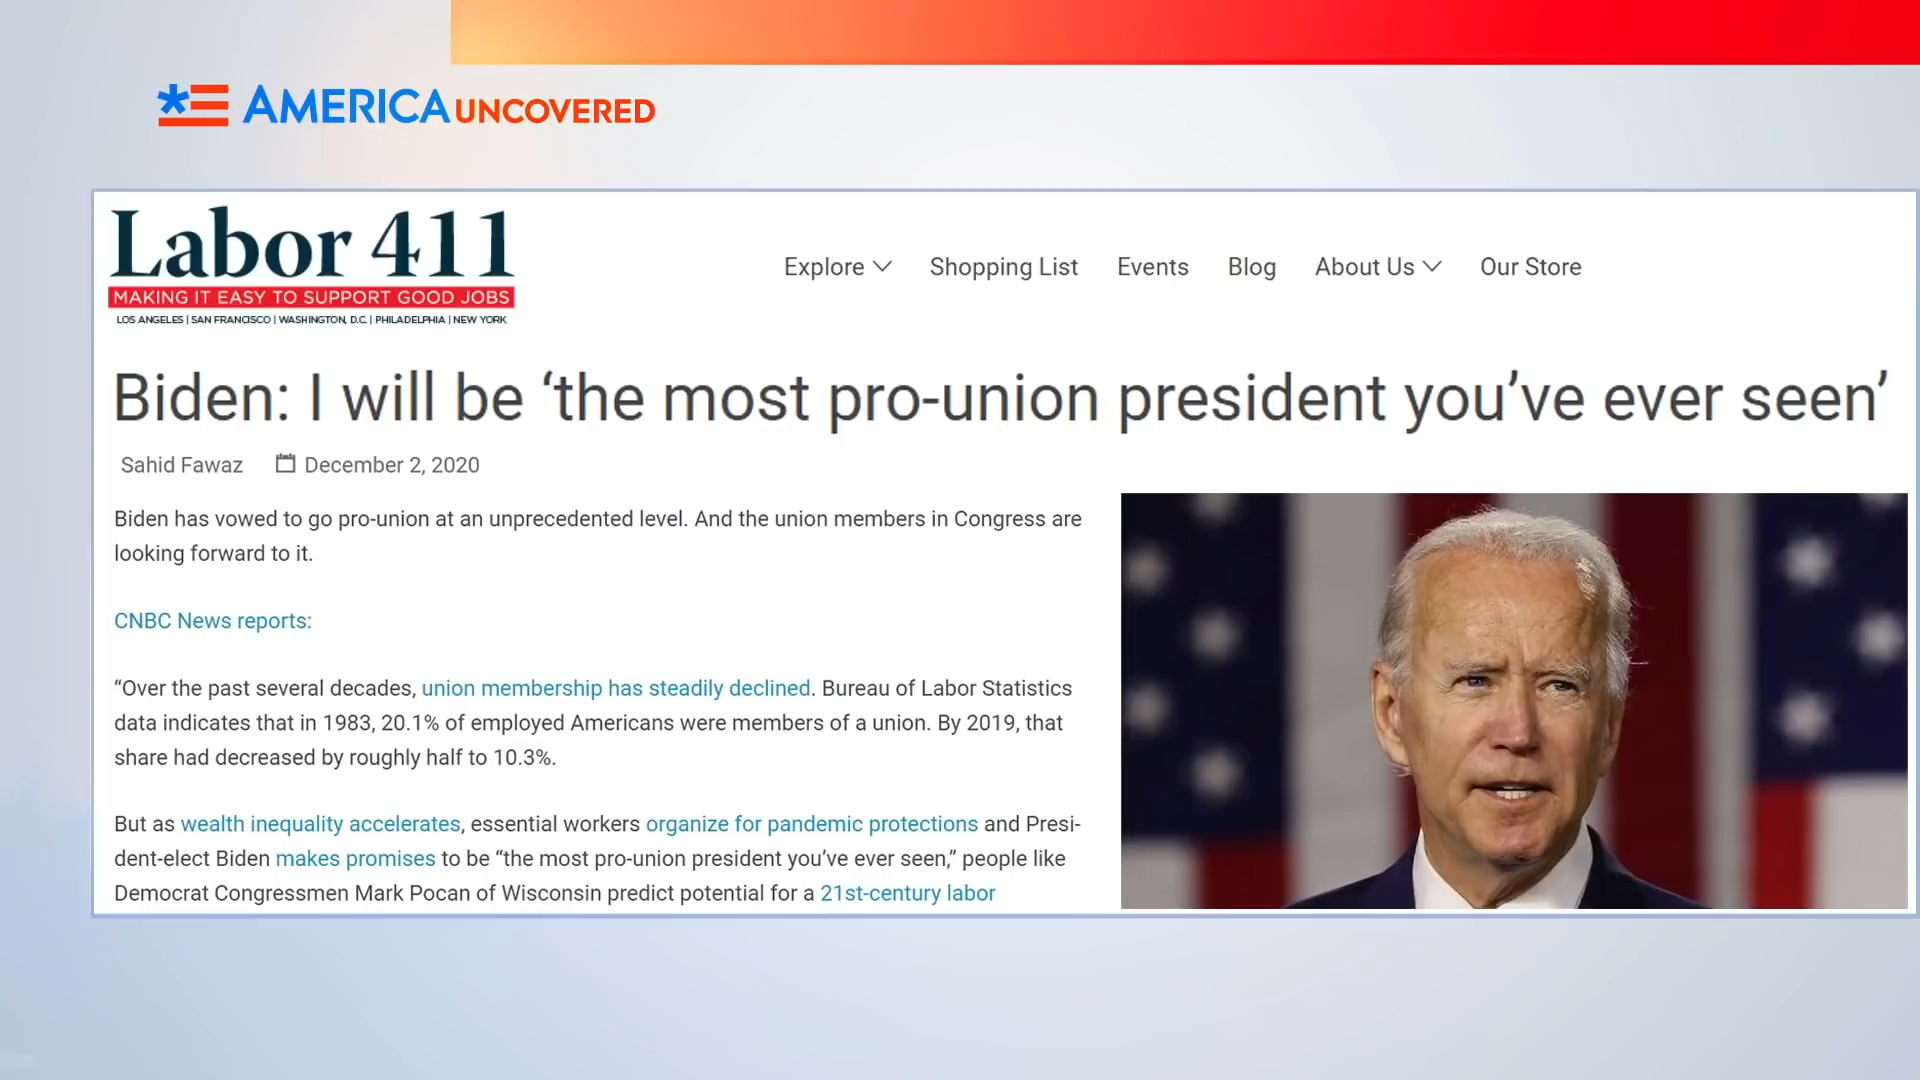 AMERICA UNCOVERED
Labor 411
MAKING IT EASY TO SUPPORT GOOD JOBS
LOS ANGELES | SAN FRANCISCO | WASHINGTON, D.C. | PHILADELPHIA | NEW YORK
Explore Shopping List Events Blog About Us Our Store
Biden: I will be ‘the most pro-union president you’ve ever seen’
Sahid Fawaz December 2, 2020
Biden has vowed to go pro-union at an unprecedented level. And the union members in Congress are
looking forward to it.
CNBC News reports:
“Over the past several decades, union membership has steadily declined. Bureau of Labor Statistics
data indicates that in 1983, 20.1% of employed Americans were members of a union. By 2019, that
share had decreased by roughly half to 10.3%.
But as wealth inequality accelerates, essential workers organize for pandemic protections and Presi-
dent-elect Biden makes promises to be “the most pro-union president you’ve ever seen,” people like
Democrat Congressmen Mark Pocan of Wisconsin predict potential for a 21st-century labor